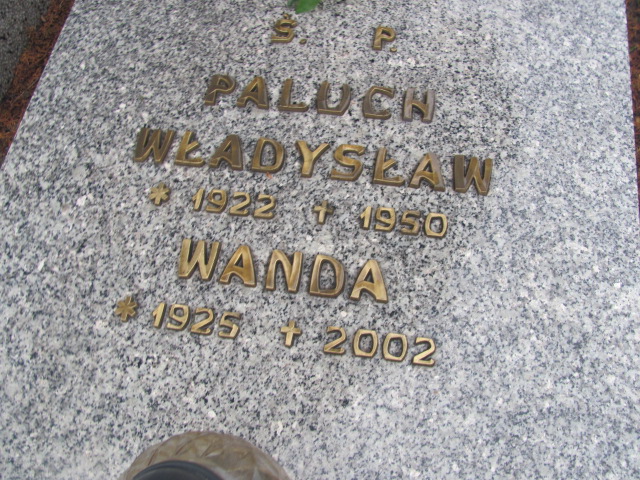 Ś. P.
PALUCH
WŁADYSŁAW
* 1922 † 1950
WANDA
* 1925 † 2002